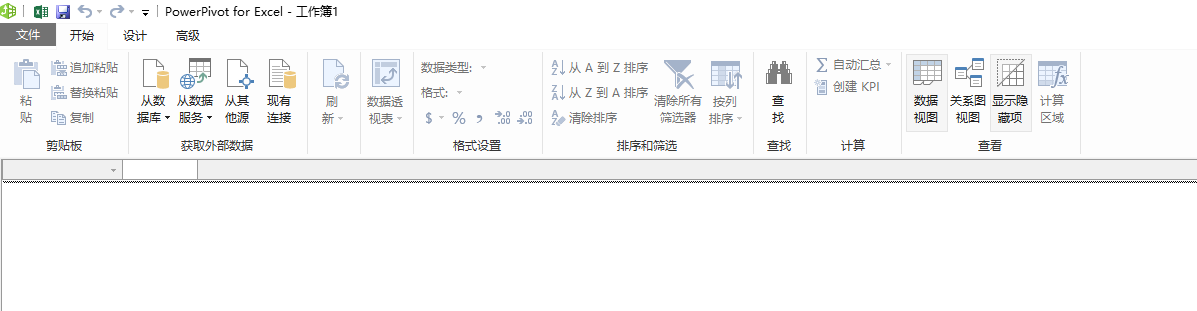 PowerPivot for Excel - 工作簿1
文件 开始 设计 高级
粘
贴
追加粘贴
替换粘贴
复制
剪贴板
从数
据库
从数据
服务
从其
他源
现有
连接
获取外部数据
刷
新
数据透
视表
数据类型:
格式:
$ % , .00 .00
格式设置
从 A 到 Z 排序
从 Z 到 A 排序
清除排序
清除所有
筛选器
按列
排序
排序和筛选
查
找
查找
自动汇总
创建 KPI
计算
数据
视图
关系图
视图
显示隐
藏项
计算
区域
查看